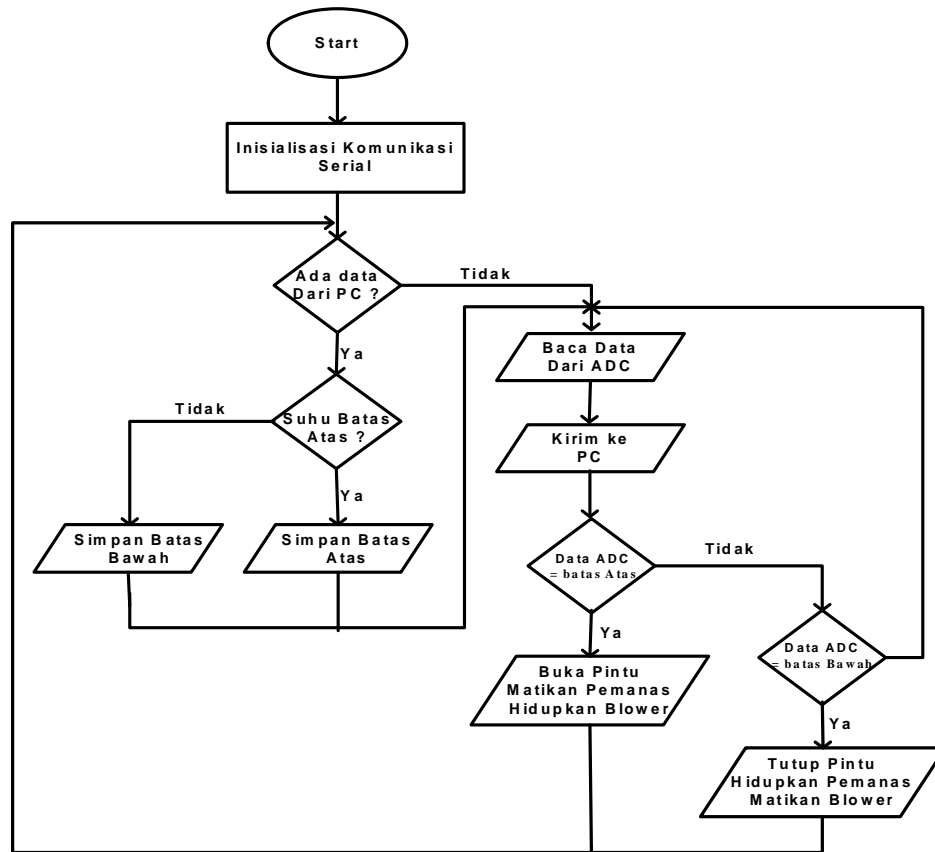 Start
Inisialisasi Komunikasi
Serial
Ada data
Dari PC ?
Tidak
Ya
Baca Data
Dari ADC
Suhu Batas
Atas ?
Tidak
Ya
Kirim ke
PC
Simpan Batas
Bawah
Simpan Batas
Atas
Data ADC
= batas Atas
Tidak
Ya
Data ADC
= batas Bawah
Buka Pintu
Matikan Pemanas
Hidupkan Blower
Ya
Tutup Pintu
Hidupkan Pemanas
Matikan Blower